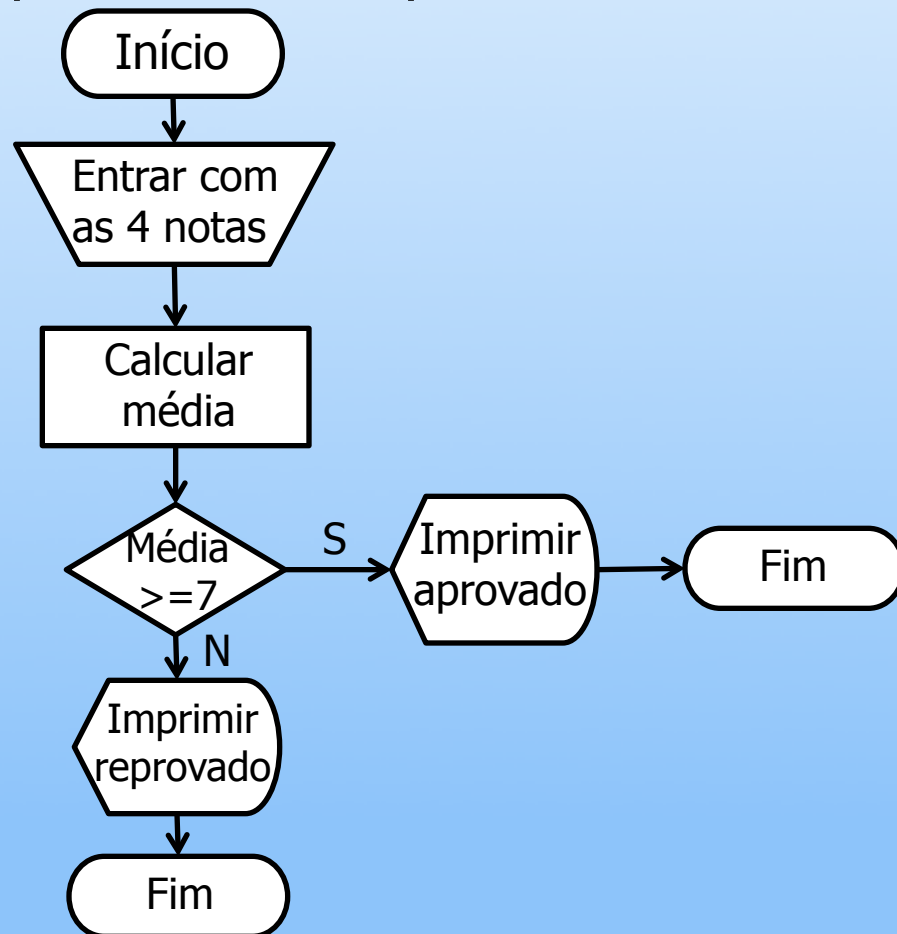 Início
Entrar com
as 4 notas
Calcular
média
Média
>=7
S
Imprimir
aprovado
Fim
N
Imprimir
reprovado
Fim